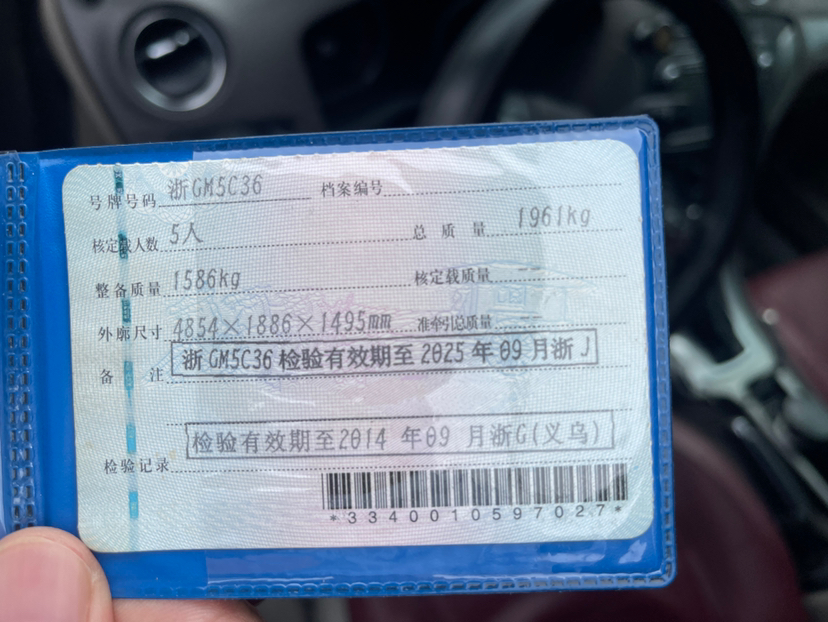 号牌号码 浙GM5C36 档案编号
核定载人数 5人 总质量 1961kg
整备质量 1586kg 核定载质量 --
外廓尺寸 4854×1886×1495mm 准牵引总质量 --
备注 浙GM5C36 检验有效期至2025年09月浙J
检验有效期至2014年09月浙G(义乌)
检验记录
*3340010597027*